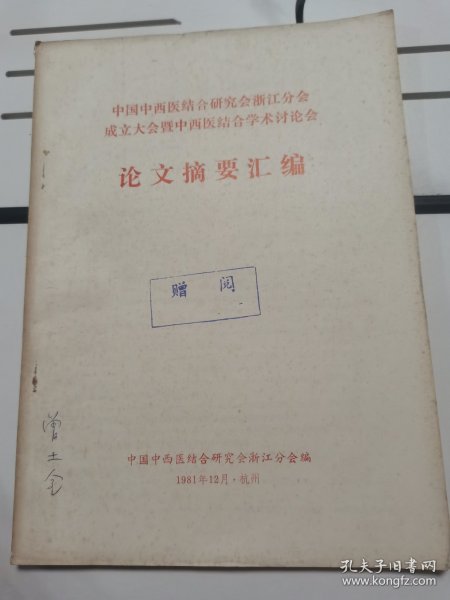 中国中西医结合研究会浙江分会
成立大会暨中西医结合学术讨论会
论文摘要汇编
赠 阅
曾土金
中国中西医结合研究会浙江分会编
1981年12月·杭州
孔夫子旧书网
www.kongfz.com